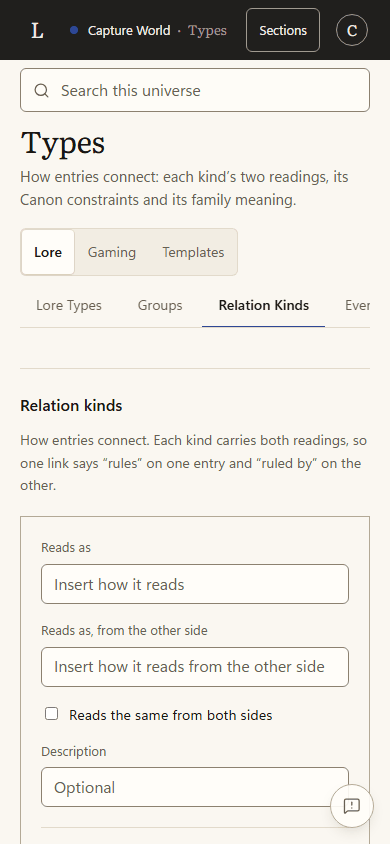 L
Capture World · Types
Sections
C
Search this universe
Types
How entries connect: each kind's two readings, its
Canon constraints and its family meaning.
Lore Gaming Templates
Lore Types Groups Relation Kinds
Relation kinds
How entries connect. Each kind carries both readings, so
one link says “rules” on one entry and “ruled by” on the
other.
Reads as
Insert how it reads
Reads as, from the other side
Insert how it reads from the other side
Reads the same from both sides
Description
Optional